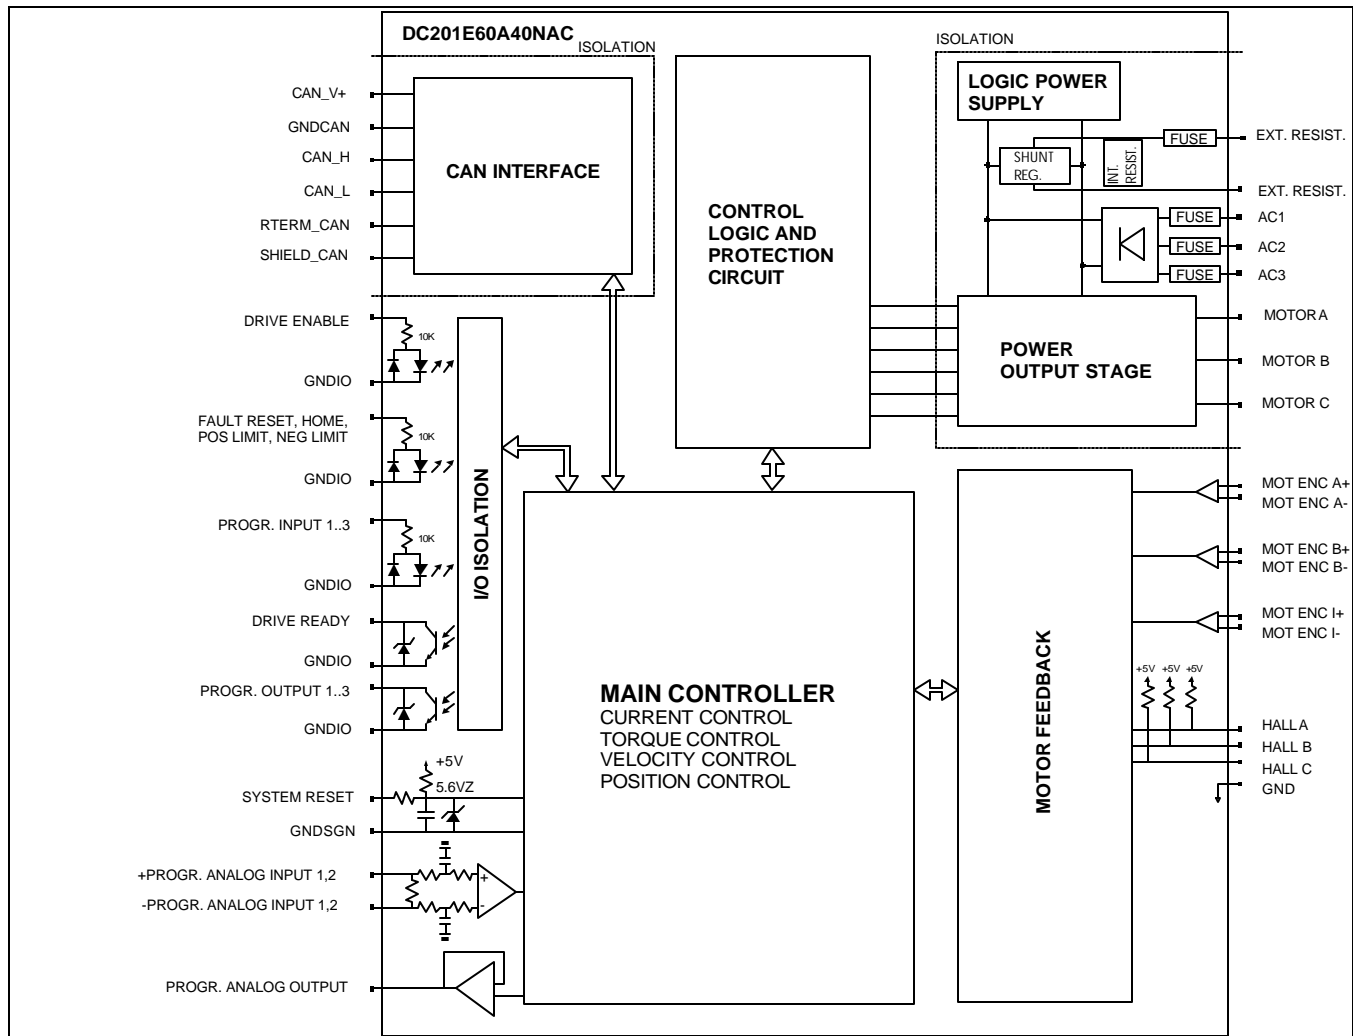 DC201E60A40NAC
ISOLATION
CAN_V+
GNDCAN
CAN_H
CAN_L
RTERM_CAN
SHIELD_CAN
CAN INTERFACE
DRIVE ENABLE
10K
GNDIO
FAULT RESET, HOME,
POS LIMIT, NEG LIMIT
10K
GNDIO
PROGR. INPUT 1..3
10K
GNDIO
DRIVE READY
GNDIO
PROGR. OUTPUT 1..3
GNDIO
I/O ISOLATION
+5V
5.6VZ
SYSTEM RESET
GNDSGN
+PROGR. ANALOG INPUT 1,2
-PROGR. ANALOG INPUT 1,2
+
-
PROGR. ANALOG OUTPUT
CONTROL
LOGIC AND
PROTECTION
CIRCUIT
MAIN CONTROLLER
CURRENT CONTROL
TORQUE CONTROL
VELOCITY CONTROL
POSITION CONTROL
ISOLATION
LOGIC POWER
SUPPLY
SHUNT
REG.
INT.
RESIST.
FUSE
EXT. RESIST.
EXT. RESIST.
FUSE
AC1
FUSE
AC2
FUSE
AC3
POWER
OUTPUT STAGE
MOTOR A
MOTOR B
MOTOR C
MOTOR FEEDBACK
MOT ENC A+
MOT ENC A-
MOT ENC B+
MOT ENC B-
MOT ENC I+
MOT ENC I-
+5V +5V +5V
HALL A
HALL B
HALL C
GND